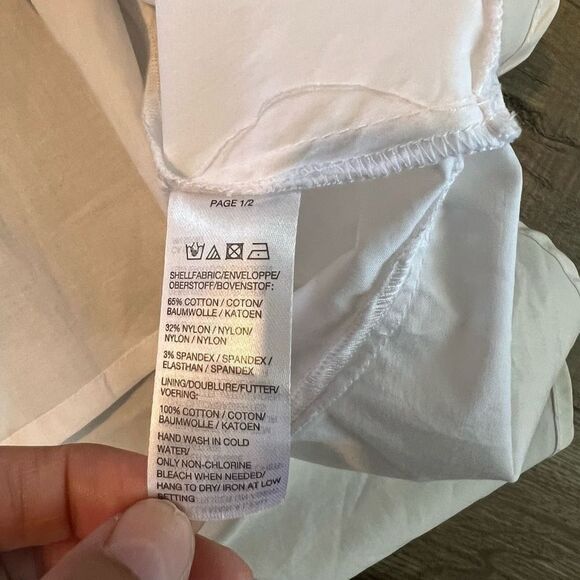 PAGE 1/2
SHELLFABRIC/ENVELOPPE/
OBERSTOFF/BOVENSTOF:
65% COTTON / COTON/
BAUMWOLLE / KATOEN
32% NYLON / NYLON/
NYLON / NYLON
3% SPANDEX / SPANDEX /
ELASTHAN / SPANDEX
LINING/DOUBLURE/FUTTER/
VOERING:
100% COTTON / COTON/
BAUMWOLLE / KATOEN
HAND WASH IN COLD
WATER/
ONLY NON-CHLORINE
BLEACH WHEN NEEDED/
HANG TO DRY/ IRON AT LOW
SETTING